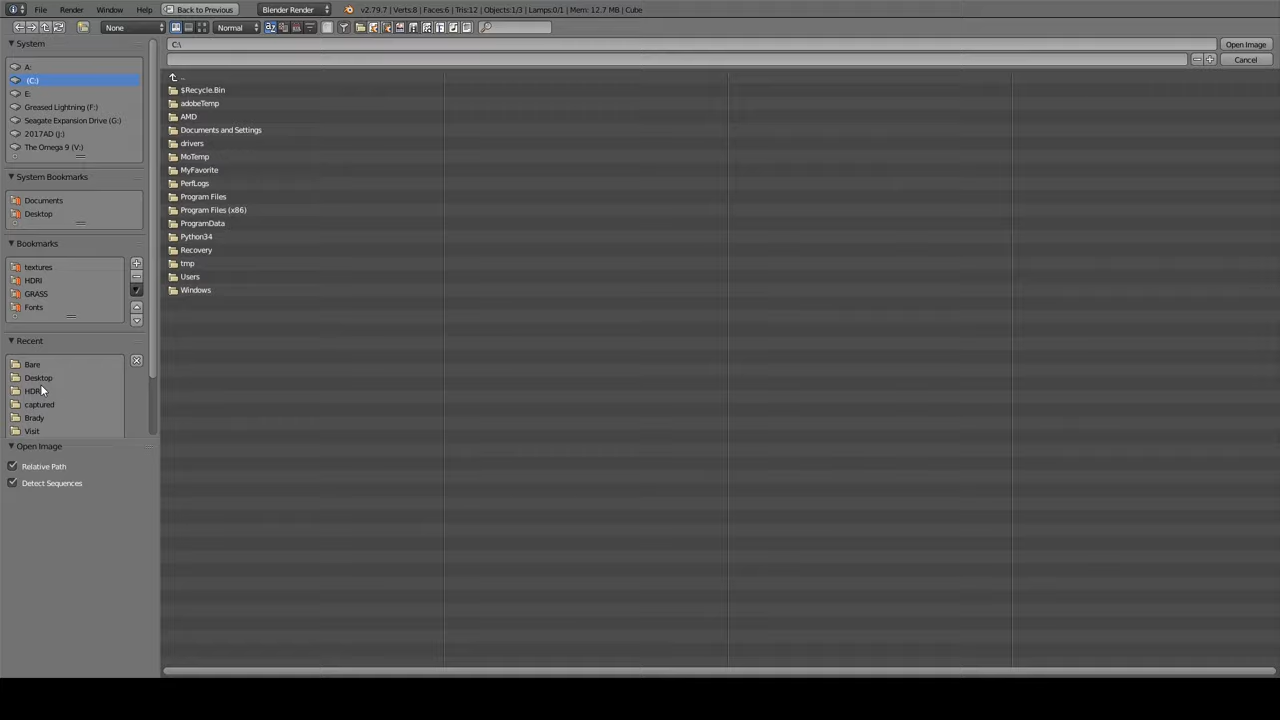 File Render Window Help Back to Previous Blender Render v2.79.7 | Verts:8 | Faces:6 | Tris:12 | Objects:1/3 | Lamps:0/1 | Mem: 12.7 MB | Cube
None Normal
System
A:
(C:)
E:
Greased Lightning (F:)
Seagate Expansion Drive (G:)
2017AD (J:)
The Omega 9 (V:)
System Bookmarks
Documents
Desktop
Bookmarks
textures
HDRI
GRASS
Fonts
Recent
Bare
Desktop
HDRI
captured
Brady
Visit
Open Image
Relative Path
Detect Sequences
C:\
Open Image
Cancel
..
$Recycle.Bin
adobeTemp
AMD
Documents and Settings
drivers
MoTemp
MyFavorite
PerfLogs
Program Files
Program Files (x86)
ProgramData
Python34
Recovery
tmp
Users
Windows